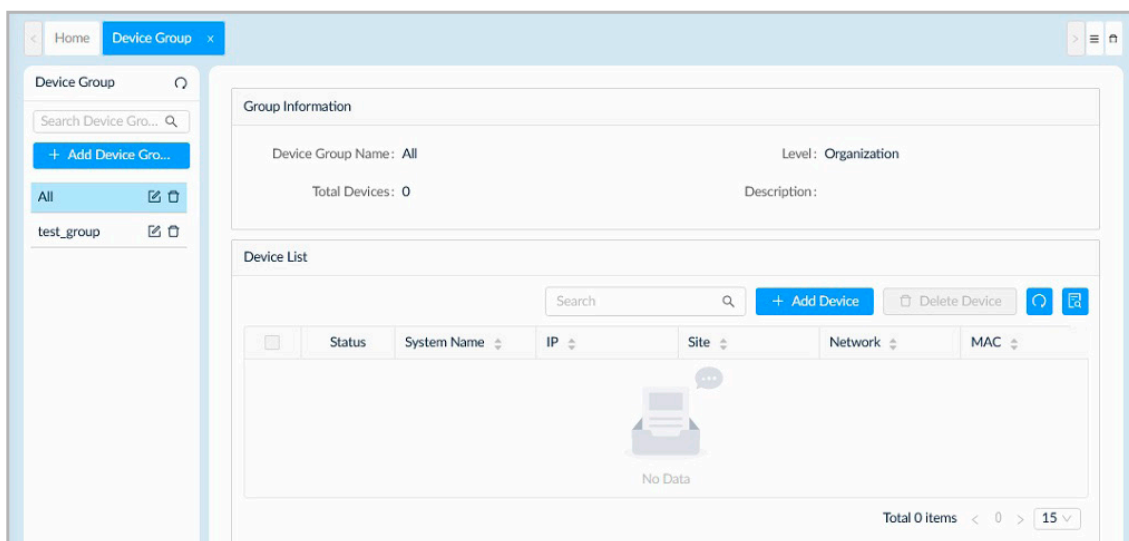 Home Device Group x
Device Group
Search Device Gro...
+ Add Device Gro...
All
test_group
Group Information
Device Group Name: All Level: Organization
Total Devices: 0 Description:
Device List
Search + Add Device Delete Device
Status System Name IP Site Network MAC
No Data
Total 0 items < 0 > 15